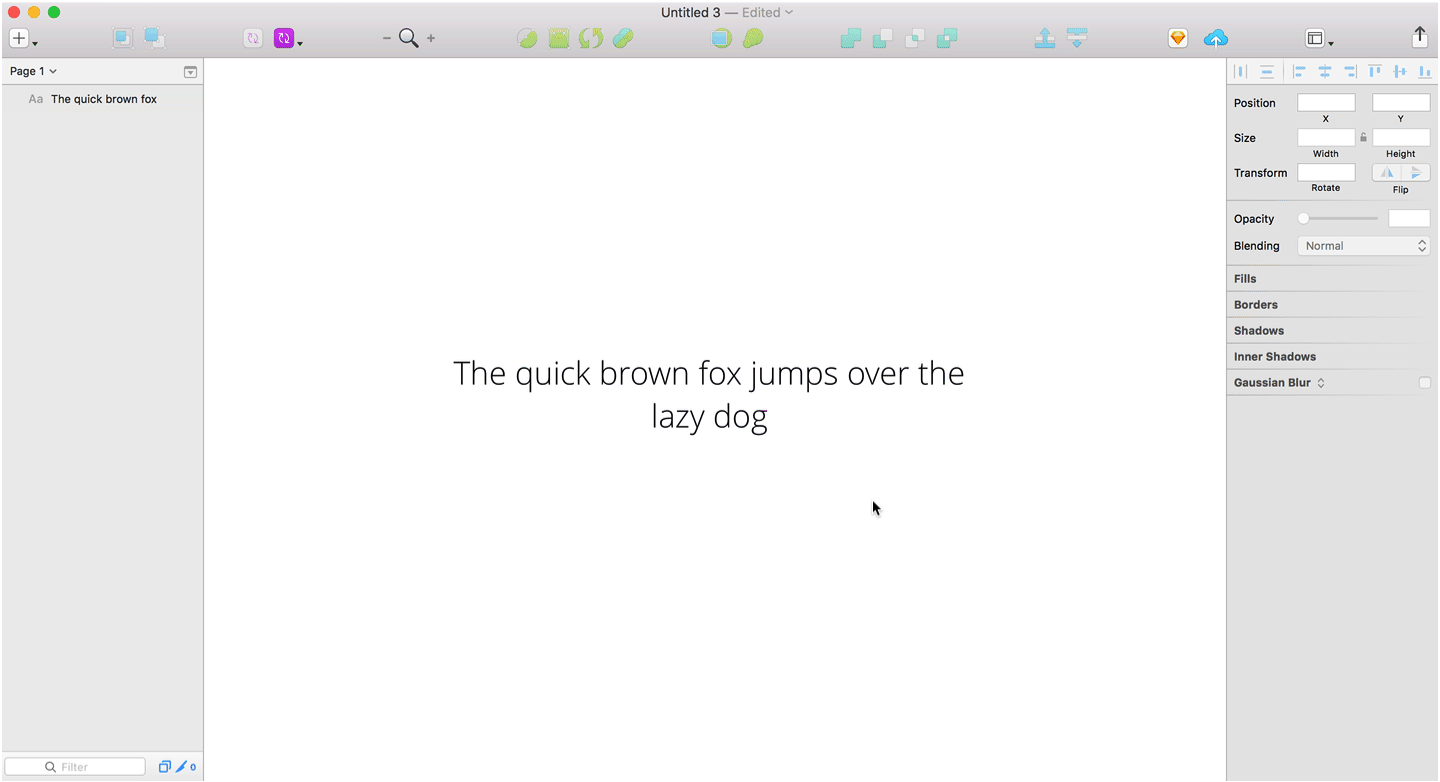 Untitled 3 — Edited
Page 1
Aa The quick brown fox
The quick brown fox jumps over the
lazy dog
Filter
0
Position
X Y
Size
Width Height
Transform
Rotate Flip
Opacity
Blending Normal
Fills
Borders
Shadows
Inner Shadows
Gaussian Blur